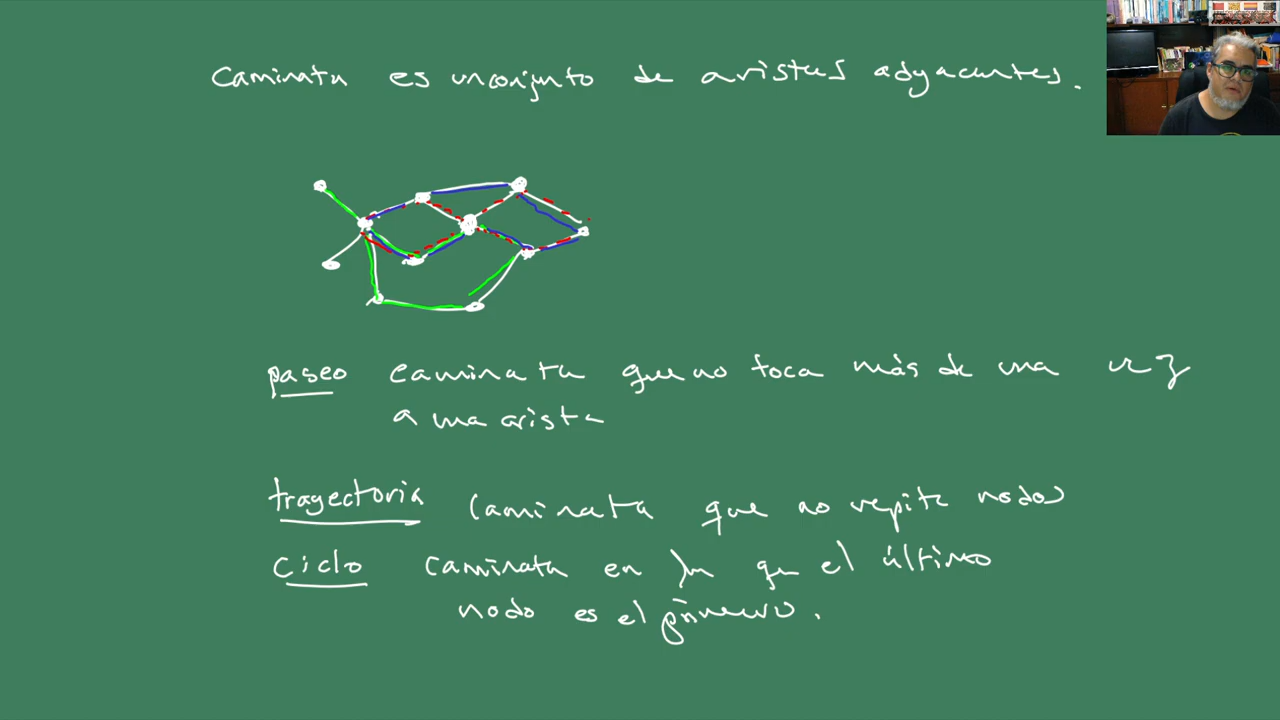 Caminata es un conjunto de aristas adyacentes.
paseo caminata que no toca más de una vez
a una arista
trayectoria Caminata que no repite nodos
ciclo caminata en la que el último
nodo es el primero.